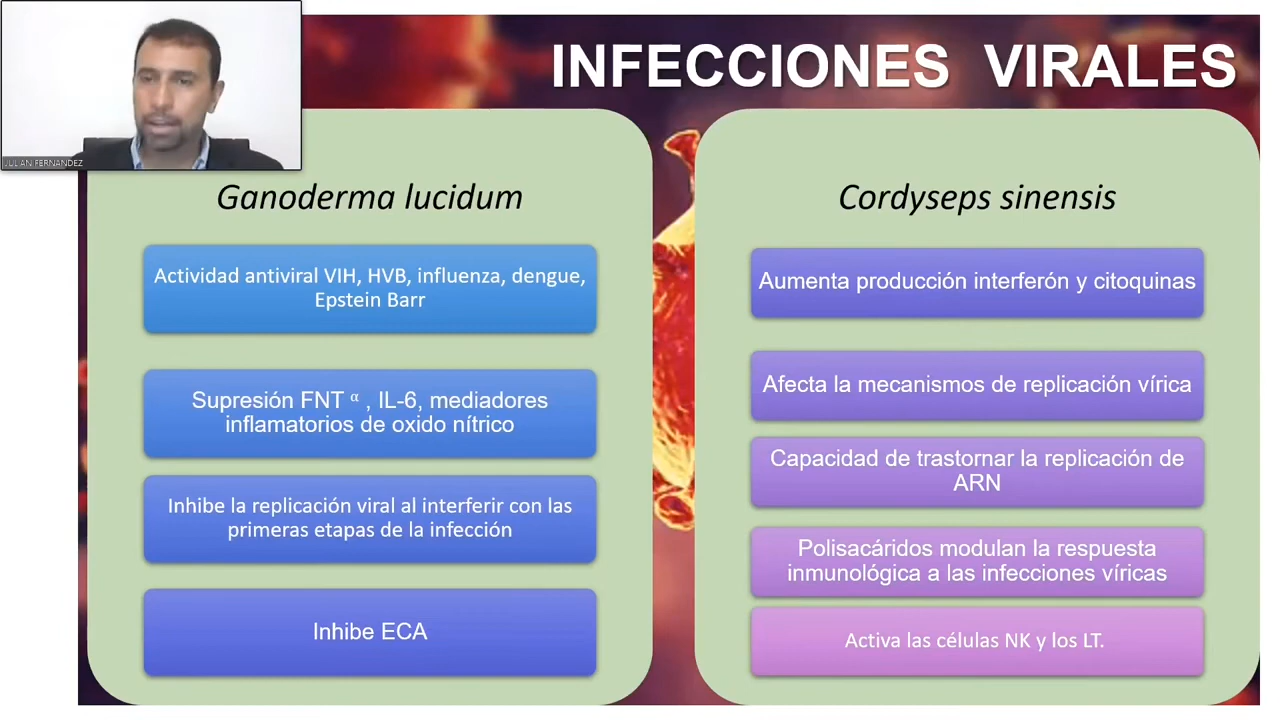 INFECCIONES VIRALES
JULIAN FERNANDEZ
Ganoderma lucidum
Actividad antiviral VIH, HVB, influenza, dengue,
Epstein Barr
Supresión FNT α , IL-6, mediadores
inflamatorios de oxido nítrico
Inhibe la replicación viral al interferir con las
primeras etapas de la infección
Inhibe ECA
Cordyseps sinensis
Aumenta producción interferón y citoquinas
Afecta la mecanismos de replicación vírica
Capacidad de trastornar la replicación de
ARN
Polisacáridos modulan la respuesta
inmunológica a las infecciones víricas
Activa las células NK y los LT.